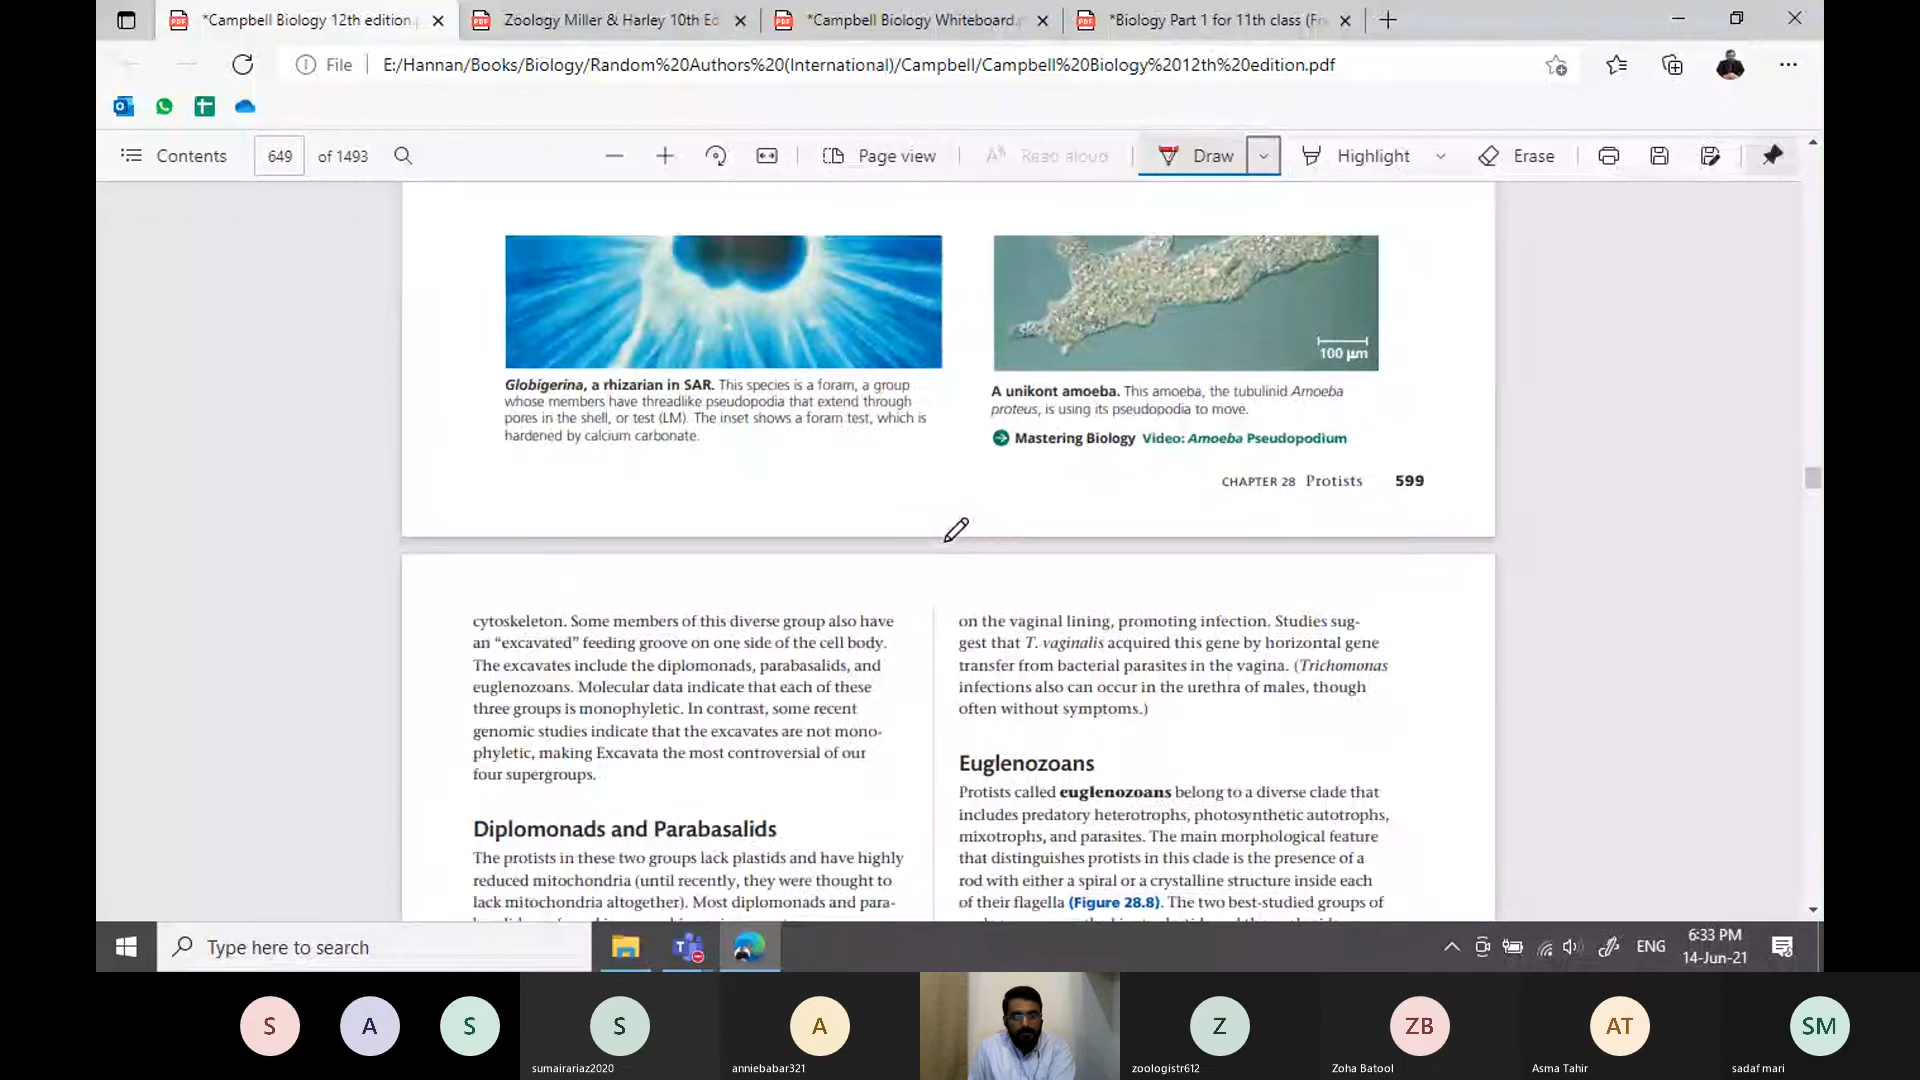 *Campbell Biology 12th edition.
Zoology Miller & Harley 10th Ed
*Campbell Biology Whiteboard.p
*Biology Part 1 for 11th class (Fr
File
E:/Hannan/Books/Biology/Random%20Authors%20(International)/Campbell/Campbell%20Biology%2012th%20edition.pdf
Contents
649
of 1493
Page view
Read aloud
Draw
Highlight
Erase
100 µm
Globigerina, a rhizarian in SAR. This species is a foram, a group
whose members have threadlike pseudopodia that extend through
pores in the shell, or test (LM). The inset shows a foram test, which is
hardened by calcium carbonate.
A unikont amoeba. This amoeba, the tubulinid Amoeba
proteus, is using its pseudopodia to move.
Mastering Biology Video: Amoeba Pseudopodium
CHAPTER 28 Protists 599
cytoskeleton. Some members of this diverse group also have
an “excavated” feeding groove on one side of the cell body.
The excavates include the diplomonads, parabasalids, and
euglenozoans. Molecular data indicate that each of these
three groups is monophyletic. In contrast, some recent
genomic studies indicate that the excavates are not mono-
phyletic, making Excavata the most controversial of our
four supergroups.
Diplomonads and Parabasalids
The protists in these two groups lack plastids and have highly
reduced mitochondria (until recently, they were thought to
lack mitochondria altogether). Most diplomonads and para-
on the vaginal lining, promoting infection. Studies sug-
gest that T. vaginalis acquired this gene by horizontal gene
transfer from bacterial parasites in the vagina. (Trichomonas
infections also can occur in the urethra of males, though
often without symptoms.)
Euglenozoans
Protists called euglenozoans belong to a diverse clade that
includes predatory heterotrophs, photosynthetic autotrophs,
mixotrophs, and parasites. The main morphological feature
that distinguishes protists in this clade is the presence of a
rod with either a spiral or a crystalline structure inside each
of their flagella (Figure 28.8). The two best-studied groups of
Type here to search
ENG
6:33 PM
14-Jun-21
S
A
S
S
A
Z
ZB
AT
SM
sumairariaz2020
anniebabar321
zoologistr612
Zoha Batool
Asma Tahir
sadaf mari